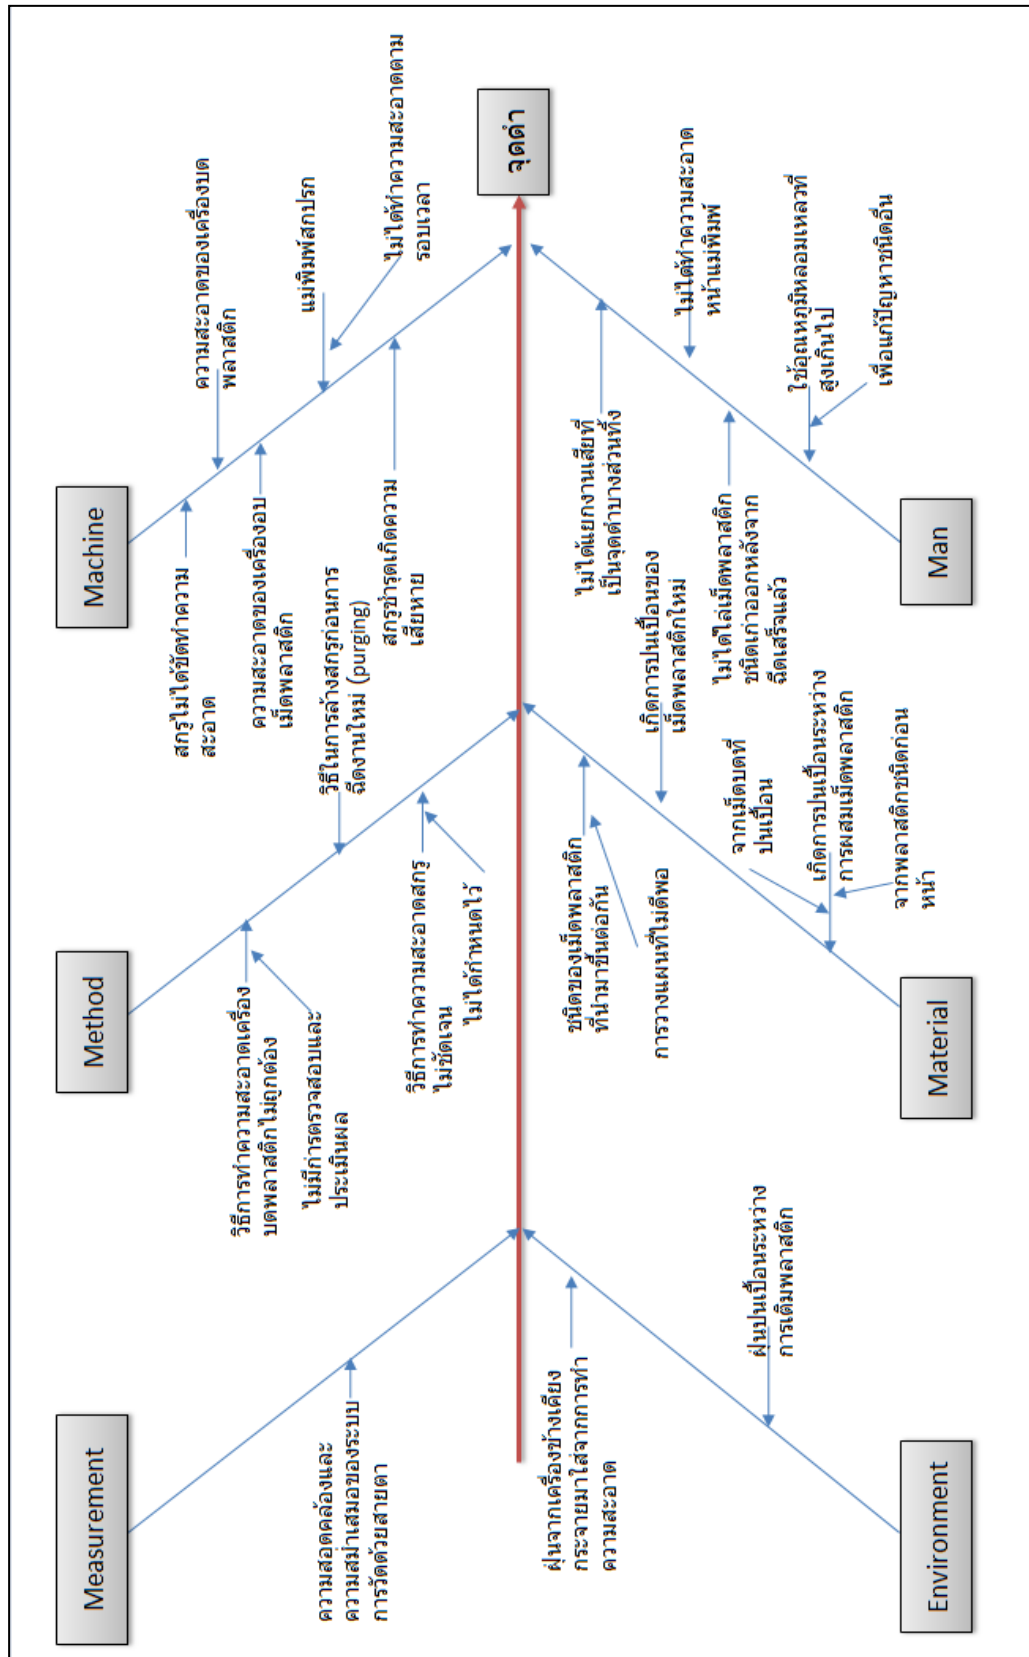 Measurement
ความสอดคล้องและ
ความสม่ำเสมอของระบบ
การวัดด้วยสายตา
Method
วิธีการทำความสะอาดเครื่อง
บดพลาสติกไม่ถูกต้อง
ไม่มีการตรวจสอบและ
ประเมินผล
วิธีในการล้างสกรูก่อนการ
ฉีดงานใหม่ (purging)
วิธีการทำความสะอาดสกรู
ไม่ชัดเจน
ไม่ได้กำหนดไว้
Machine
สกรูไม่ได้ขัดทำความ
สะอาด
ความสะอาดของเครื่องบด
พลาสติก
ความสะอาดของเครื่องอบ
เม็ดพลาสติก
แม่พิมพ์สกปรก
ไม่ได้ทำความสะอาดตาม
รอบเวลา
สกรูชำรุดเกิดความ
เสียหาย
จุดดำ
ฝุ่นจากเครื่องข้างเคียง
กระจายมาใส่จากการทำ
ความสะอาด
ฝุ่นปนเปื้อนระหว่าง
การเติมพลาสติก
Environment
ชนิดของเม็ดพลาสติก
ที่นำมาขึ้นต่อกัน
การวางแผนที่ไม่ดีพอ
เกิดการปนเปื้อนของ
เม็ดพลาสติกใหม่
จากเม็ดบดที่
ปนเปื้อน
เกิดการปนเปื้อนระหว่าง
การผสมเม็ดพลาสติก
จากพลาสติกชนิดก่อน
หน้า
Material
ไม่ได้แยกงานเสียที่
เป็นจุดดำบางส่วนทิ้ง
ไม่ได้ทำความสะอาด
หน้าแม่พิมพ์
ไม่ได้ไล่เม็ดพลาสติก
ชนิดเก่าออกหลังจาก
ฉีดเสร็จแล้ว
ใช้อุณหภูมิหลอมเหลวที่
สูงเกินไป
เพื่อแก้ปัญหาชนิดอื่น
Man